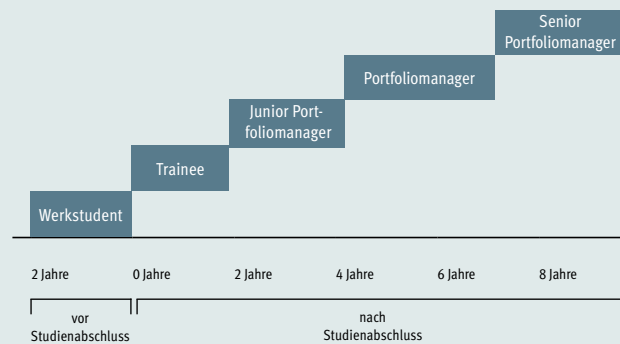 Senior
Portfoliomanager
Portfoliomanager
Junior Port-
foliomanager
Trainee
Werkstudent
2 Jahre
0 Jahre
2 Jahre
4 Jahre
6 Jahre
8 Jahre
vor
Studienabschluss
nach
Studienabschluss